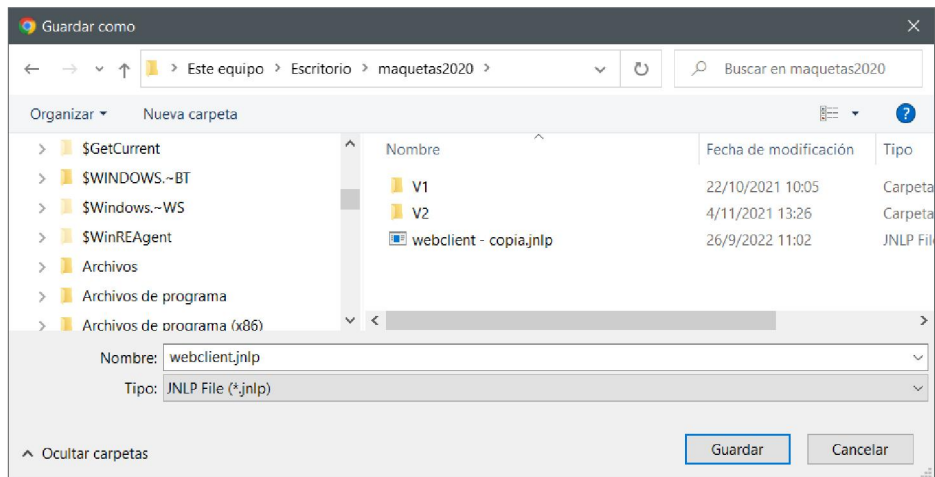 Guardar como
Este equipo > Escritorio > maquetas2020 >
Buscar en maquetas2020
Organizar
Nueva carpeta
?
$GetCurrent
$WINDOWS.~BT
$Windows.~WS
$WinREAgent
Archivos
Archivos de programa
Archivos de programa (x86)
Nombre Fecha de modificación Tipo
V1 22/10/2021 10:05 Carpeta
V2 4/11/2021 13:26 Carpeta
webclient - copia.jnlp 26/9/2022 11:02 JNLP Fil
Nombre: webclient.jnlp
Tipo: JNLP File (*.jnlp)
Ocultar carpetas
Guardar
Cancelar